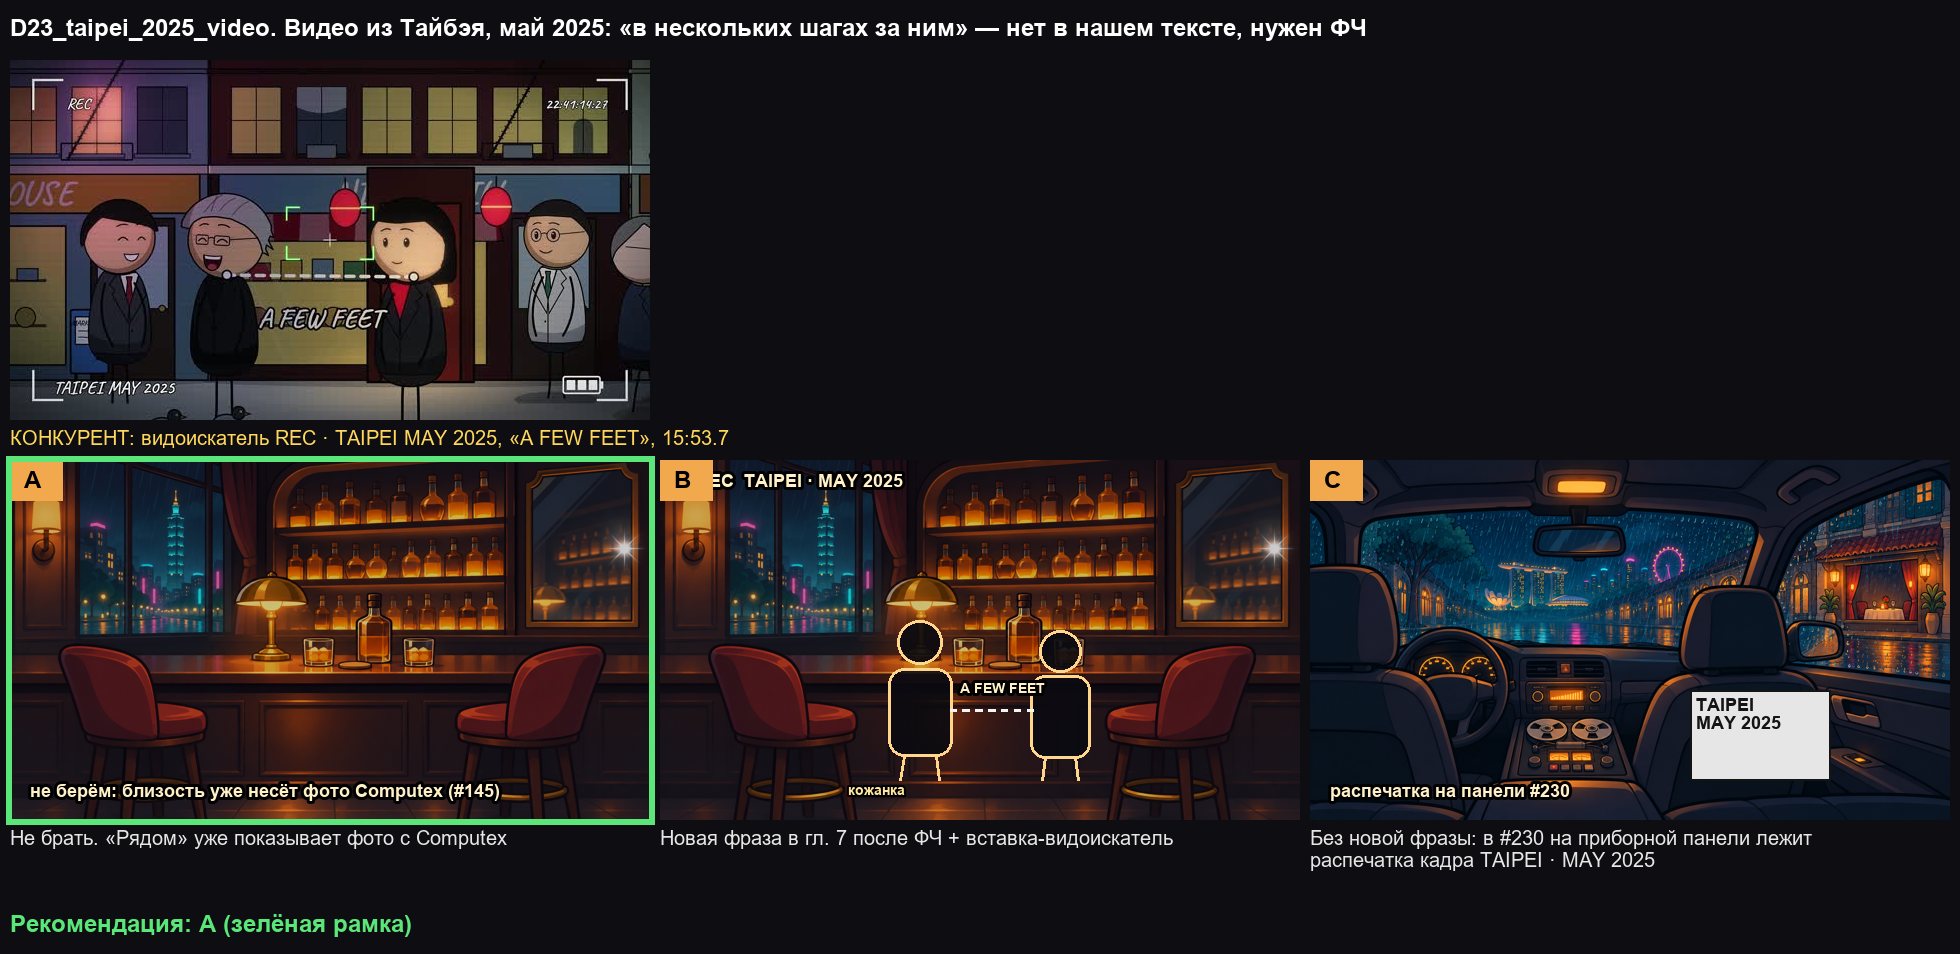 D23_taipei_2025_video. Видео из Тайбэя, май 2025: «в нескольких шагах за ним» — нет в нашем тексте, нужен ФЧ
REC
22:41:14:27
OUSE
A FEW FEET
TAIPEI MAY 2025
КОНКУРЕНТ: видоискатель REC · TAIPEI MAY 2025, «A FEW FEET», 15:53.7
A
не берём: близость уже несёт фото Computex (#145)
Не брать. «Рядом» уже показывает фото с Computex
B
EC TAIPEI · MAY 2025
A FEW FEET
кожанка
Новая фраза в гл. 7 после ФЧ + вставка-видоискатель
C
TAIPEI
MAY 2025
распечатка на панели #230
Без новой фразы: в #230 на приборной панели лежит
распечатка кадра TAIPEI · MAY 2025
Рекомендация: A (зелёная рамка)